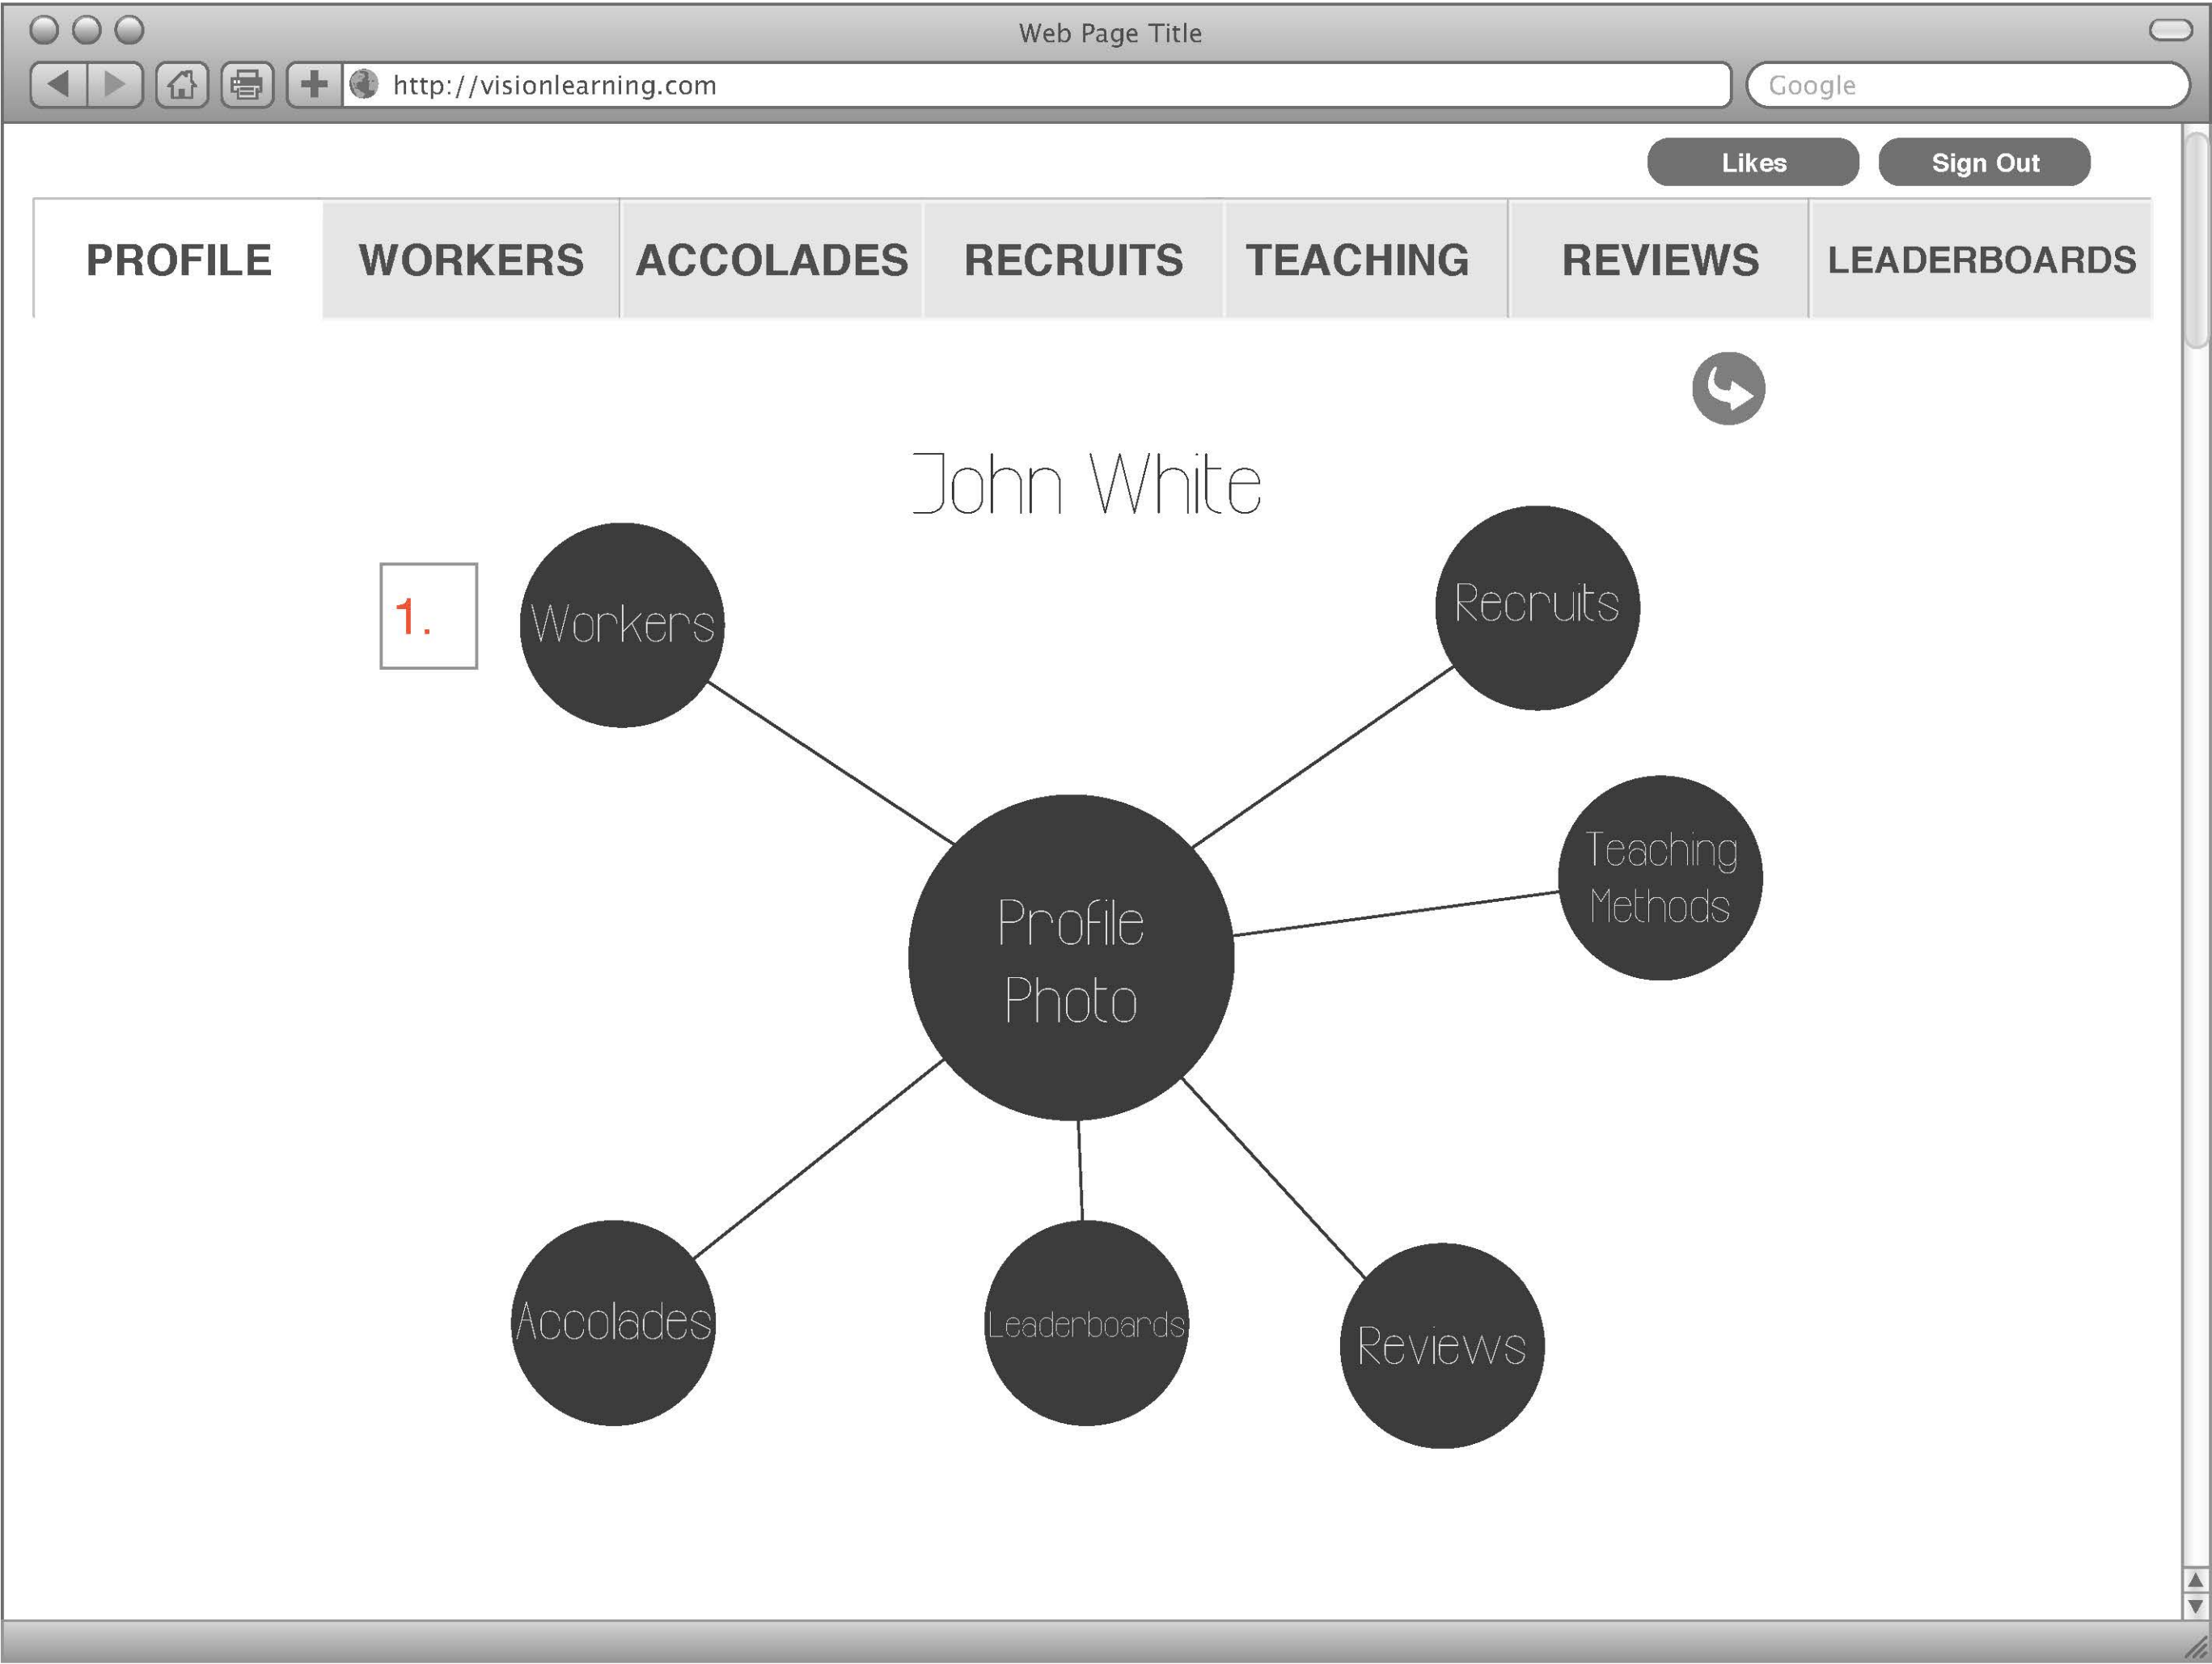 Web Page Title
http://visionlearning.com
Google
Likes
Sign Out
PROFILE
WORKERS
ACCOLADES
RECRUITS
TEACHING
REVIEWS
LEADERBOARDS
John White
1.
Workers
Recruits
Teaching
Methods
Profile
Photo
Accolades
Leaderboards
Reviews